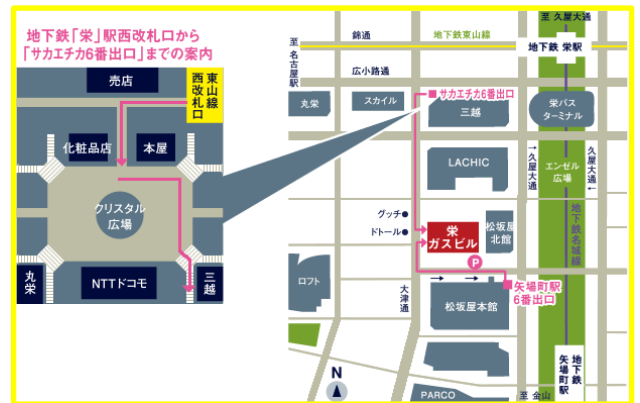 地下鉄「栄」駅西改札口から
「サカエチカ6番出口」までの案内
売店
東山線
西改札口
化粧品店
本屋
クリスタル
広場
丸栄
NTTドコモ
三越
至 久屋大通
錦通
地下鉄東山線
地下鉄 栄駅
至 名古屋駅
広小路通
丸栄
スカイル
サカエチカ6番出口
三越
栄バス
ターミナル
LACHIC
→久屋大通
エンゼル
広場
久屋大通←
グッチ
ドトール
栄
ガスビル
松坂屋
北館
地下鉄名城線
P
ロフト
大津通
→ →
松坂屋本館
矢場町駅
6番出口
N
PARCO
至 金山
地下鉄
矢場町駅